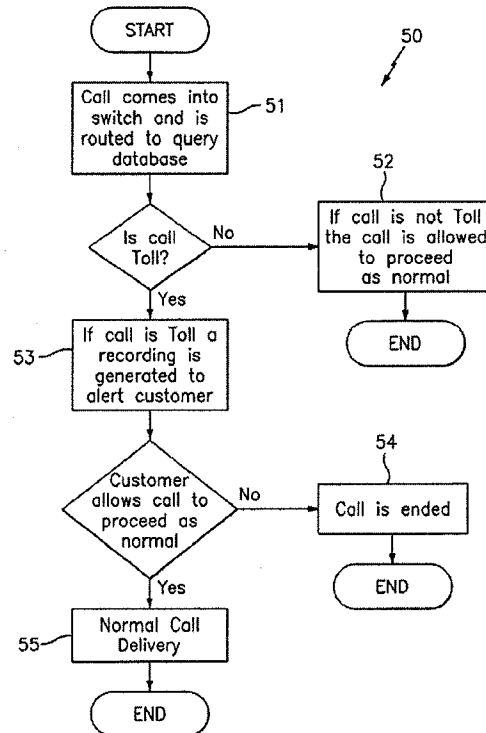 START
50
Call comes into
switch and is
routed to query
database
51
52
Is call
Toll?
No
If call is not Toll
the call is allowed
to proceed
as normal
Yes
END
53
If call is Toll a
recording is
generated to
alert customer
54
Customer
allows call to
proceed as
normal
No
Call is ended
Yes
END
55
Normal Call
Delivery
END